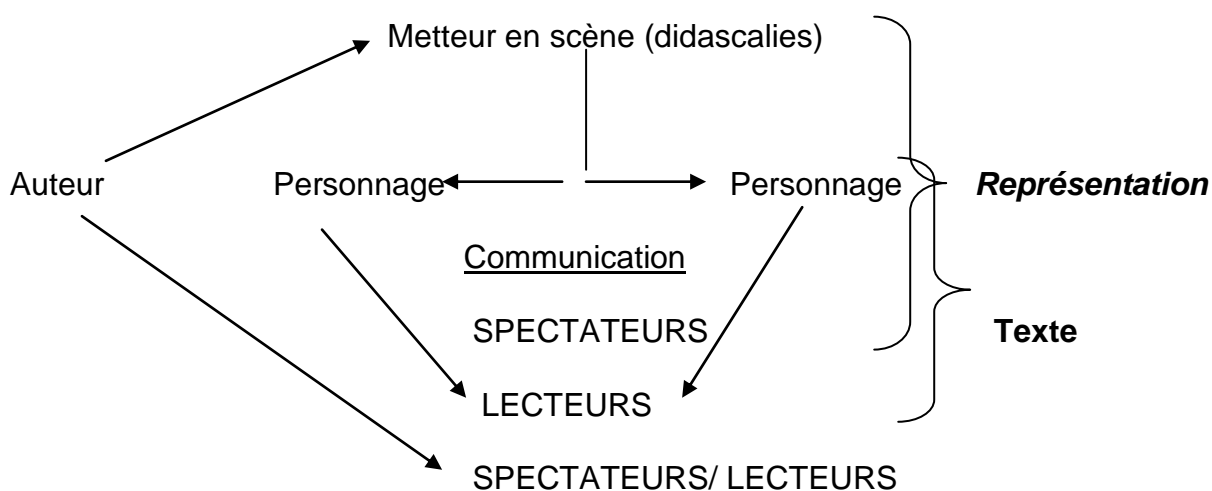 Metteur en scène (didascalies)
Auteur Personnage Personnage Représentation
Communication
SPECTATEURS Texte
LECTEURS
SPECTATEURS/ LECTEURS